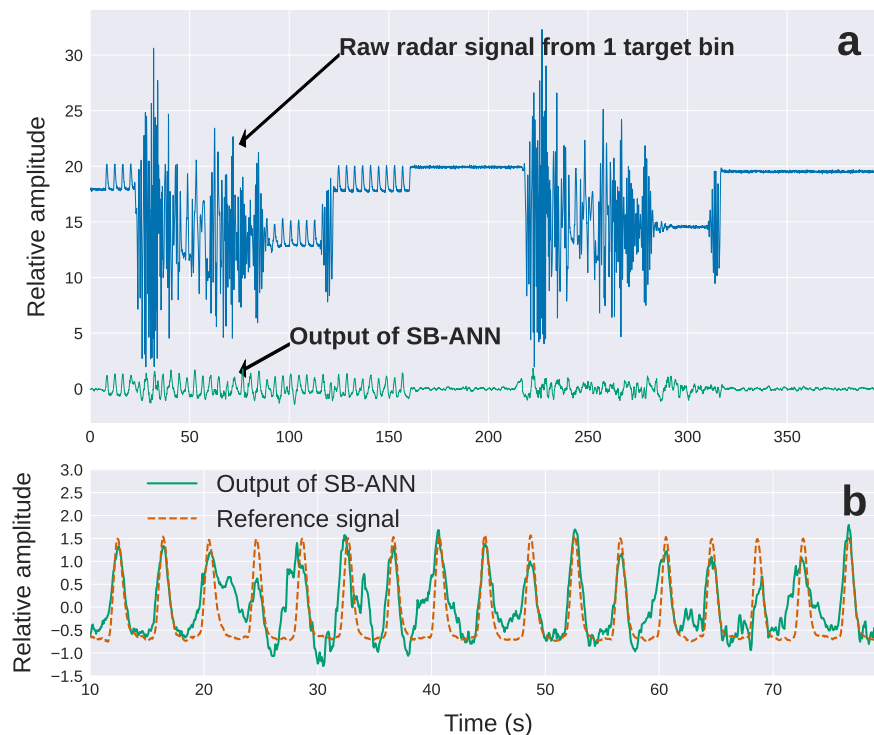 a
Raw radar signal from 1 target bin
Output of SB-ANN
Relative amplitude
30
25
20
15
10
5
0
0 50 100 150 200 250 300 350
b
Output of SB-ANN
Reference signal
Relative amplitude
3.0
2.5
2.0
1.5
1.0
0.5
0.0
−0.5
−1.0
−1.5
10 20 30 40 50 60 70
Time (s)